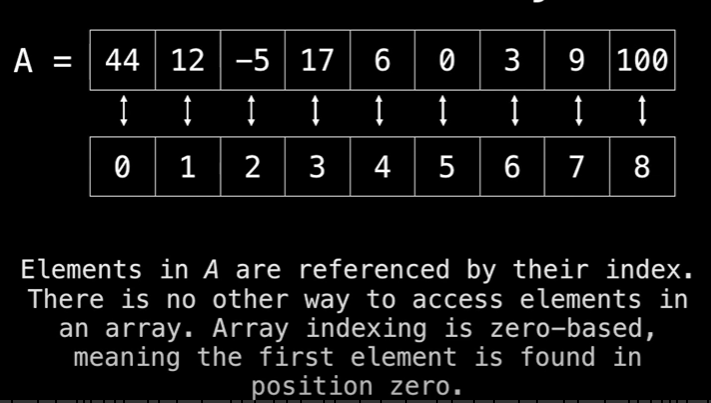 A = 44 12 −5 17 6 0 3 9 100
0 1 2 3 4 5 6 7 8
Elements in A are referenced by their index.
There is no other way to access elements in
an array. Array indexing is zero−based,
meaning the first element is found in
position zero.